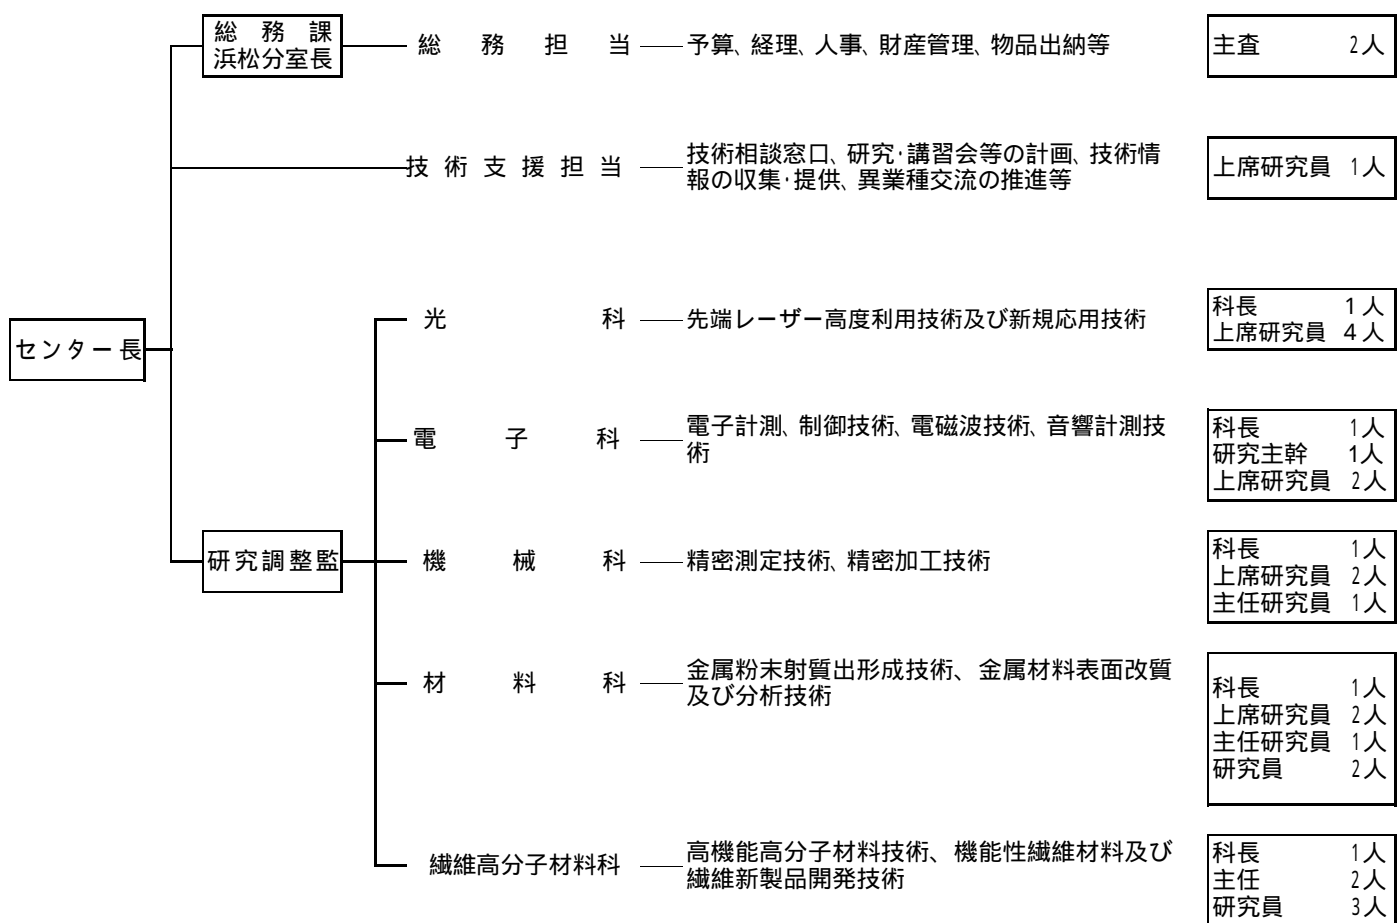 総務課
浜松分室長
総務担当
予算、経理、人事、財産管理、物品出納等
主査 2人
技術支援担当
技術相談窓口、研究・講習会等の計画、技術情
報の収集・提供、異業種交流の推進等
上席研究員 1人
センター長
光科
先端レーザー高度利用技術及び新規応用技術
科長 1人
上席研究員 4人
電子科
電子計測、制御技術、電磁波技術、音響計測技
術
科長 1人
研究主幹 1人
上席研究員 2人
研究調整監
機械科
精密測定技術、精密加工技術
科長 1人
上席研究員 2人
主任研究員 1人
材料科
金属粉末射質出形成技術、金属材料表面改質
及び分析技術
科長 1人
上席研究員 2人
主任研究員 1人
研究員 2人
繊維高分子材料科
高機能高分子材料技術、機能性繊維材料及び
繊維新製品開発技術
科長 1人
主任 2人
研究員 3人